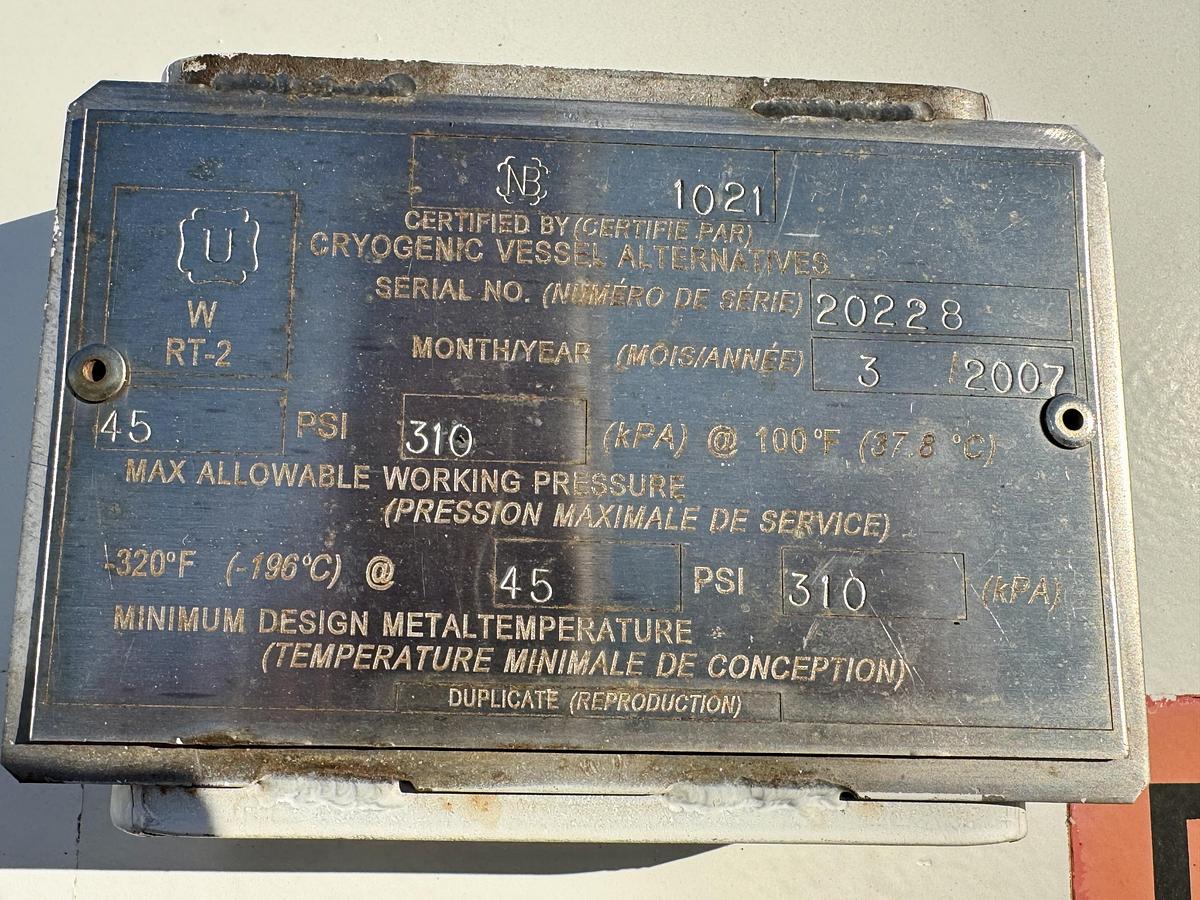 NB 1021
CERTIFIED BY (CERTIFIE PAR)
CRYOGENIC VESSEL ALTERNATIVES
U
W
RT-2
SERIAL NO. (NUMÉRO DE SÉRIE) 20228
MONTH/YEAR (MOIS/ANNÉE) 3 / 2007
45 PSI 310 (kPA) @ 100°F (37.8 °C)
MAX ALLOWABLE WORKING PRESSURE
(PRESSION MAXIMALE DE SERVICE)
-320°F (-196°C) @ 45 PSI 310 (kPA)
MINIMUM DESIGN METALTEMPERATURE
(TEMPERATURE MINIMALE DE CONCEPTION)
DUPLICATE (REPRODUCTION)